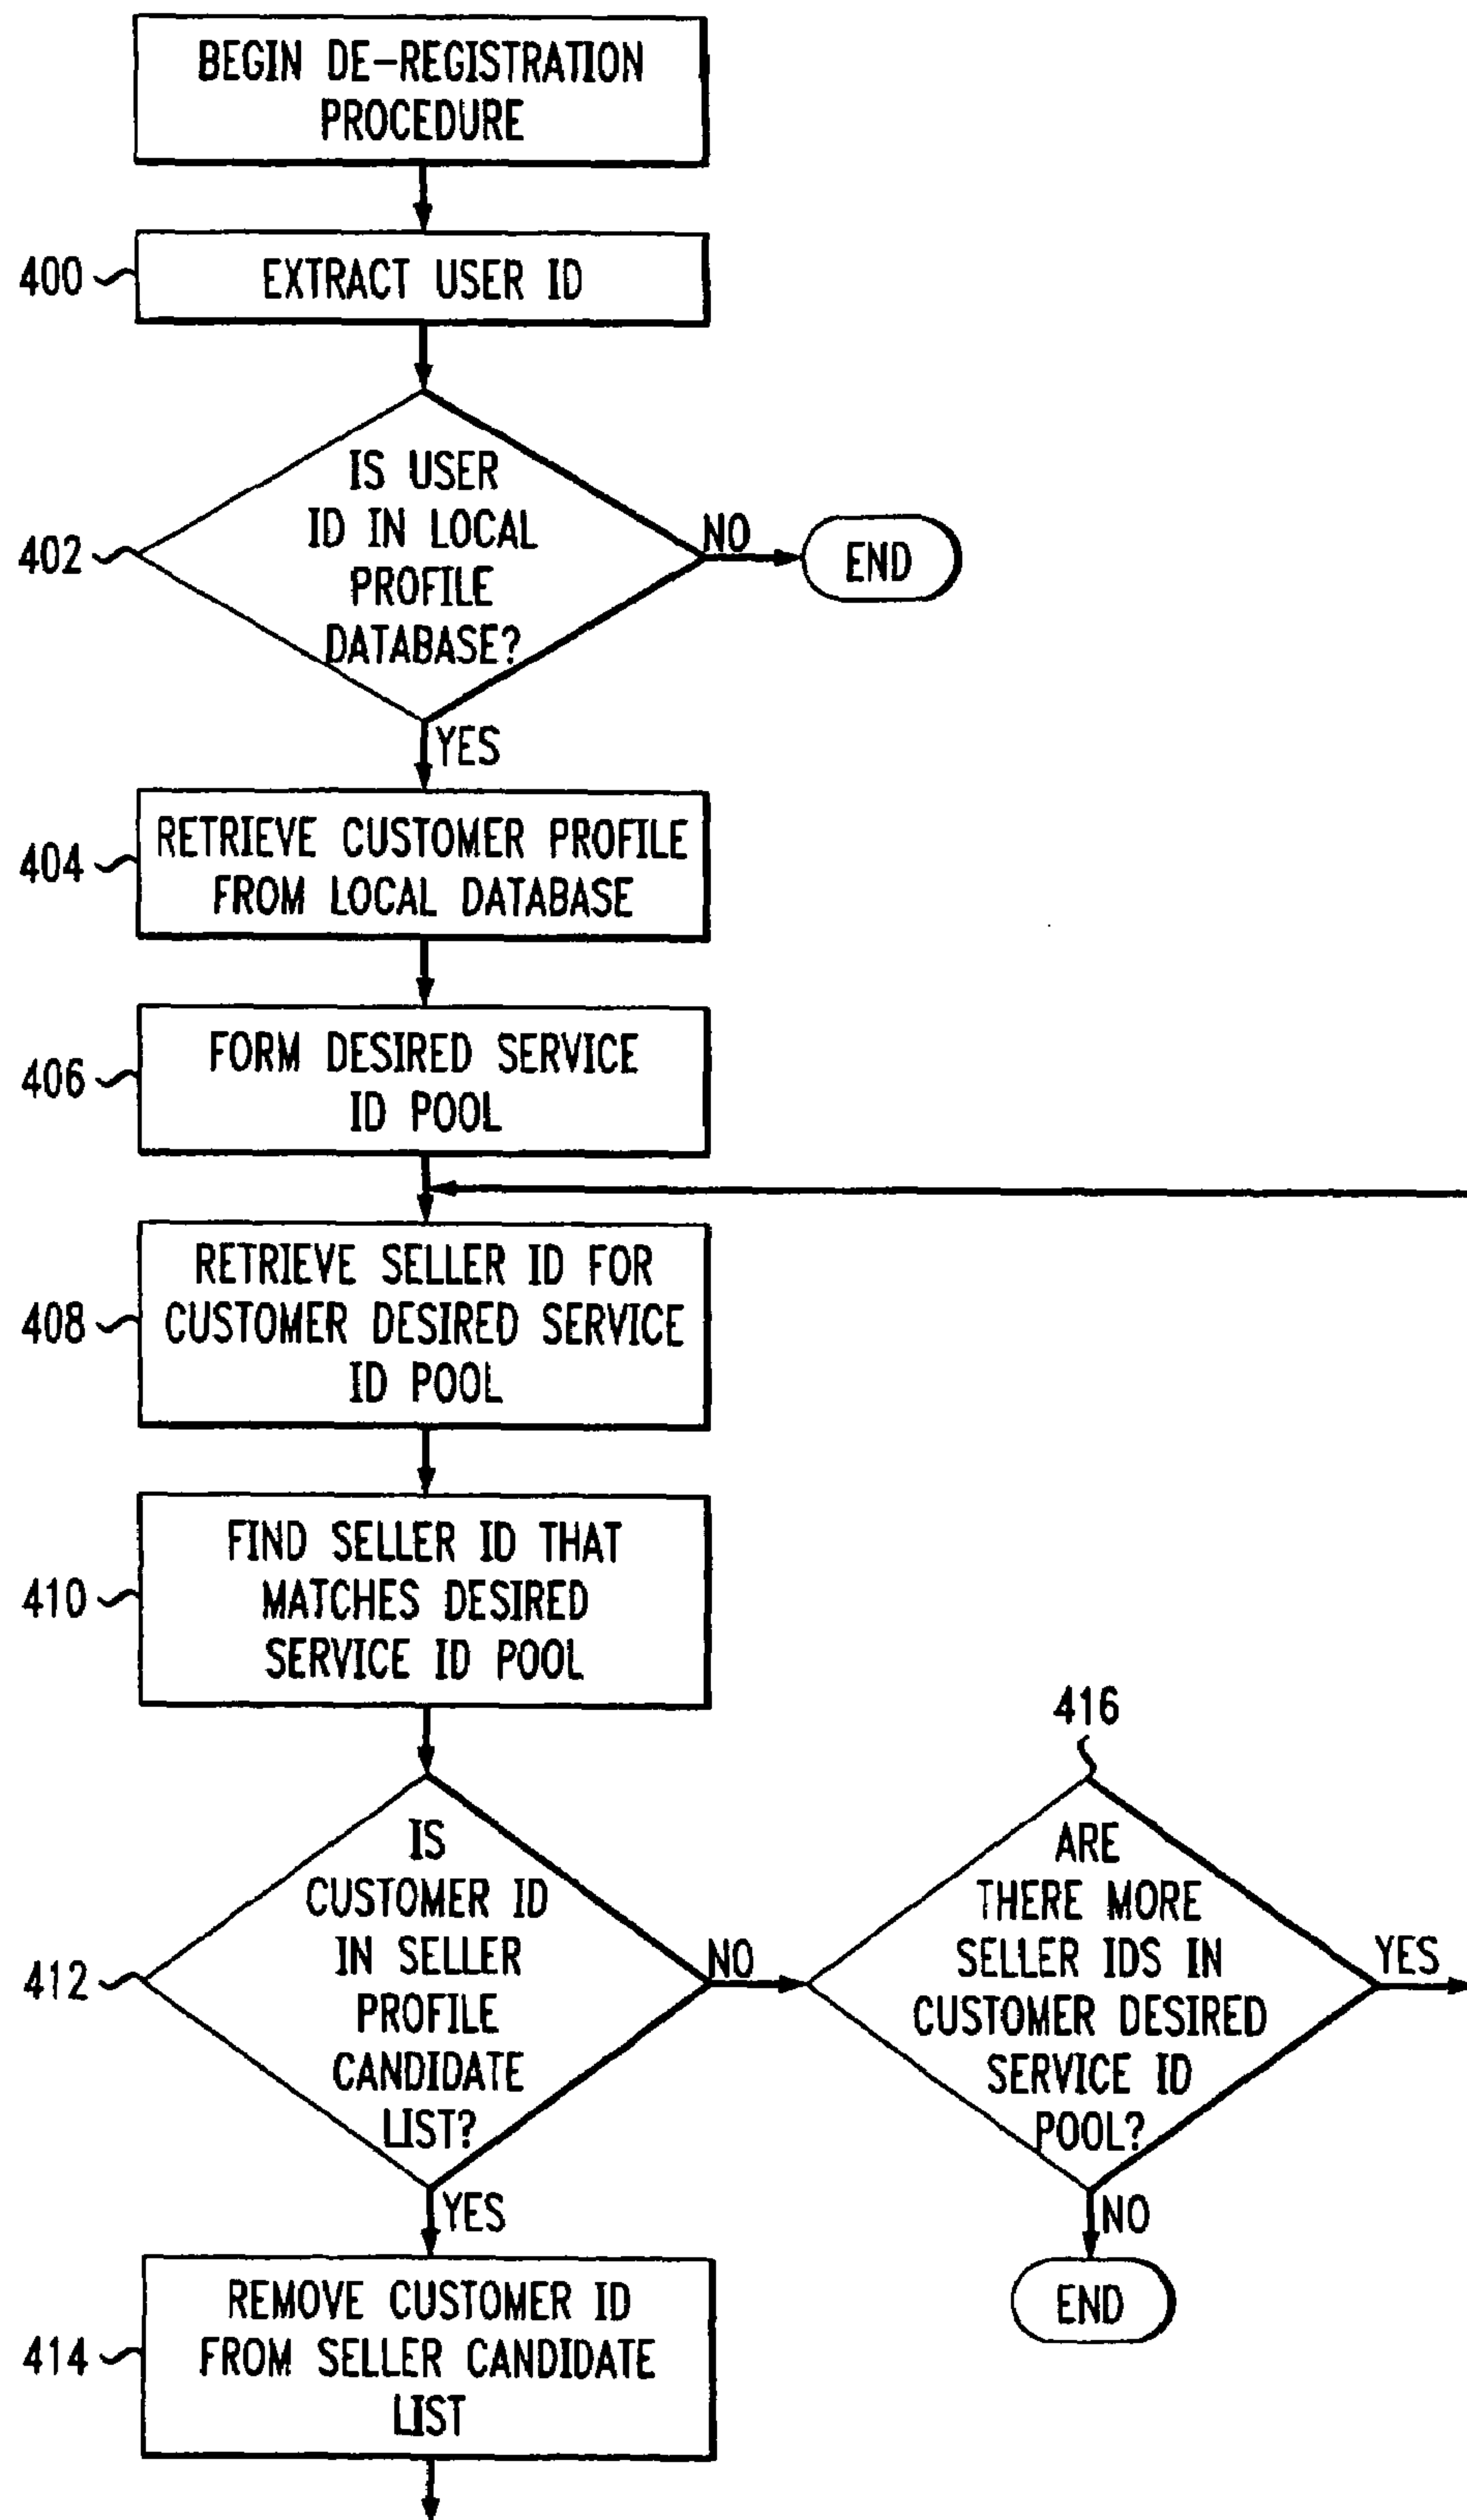 BEGIN DE-REGISTRATION
PROCEDURE
400
EXTRACT USER ID
402
IS USER
ID IN LOCAL
PROFILE
DATABASE?
NO
END
YES
404
RETRIEVE CUSTOMER PROFILE
FROM LOCAL DATABASE
406
FORM DESIRED SERVICE
ID POOL
408
RETRIEVE SELLER ID FOR
CUSTOMER DESIRED SERVICE
ID POOL
410
FIND SELLER ID THAT
MATCHES DESIRED
SERVICE ID POOL
412
IS
CUSTOMER ID
IN SELLER
PROFILE
CANDIDATE
LIST?
NO
416
ARE
THERE MORE
SELLER IDS IN
CUSTOMER DESIRED
SERVICE ID
POOL?
YES
NO
END
YES
414
REMOVE CUSTOMER ID
FROM SELLER CANDIDATE
LIST